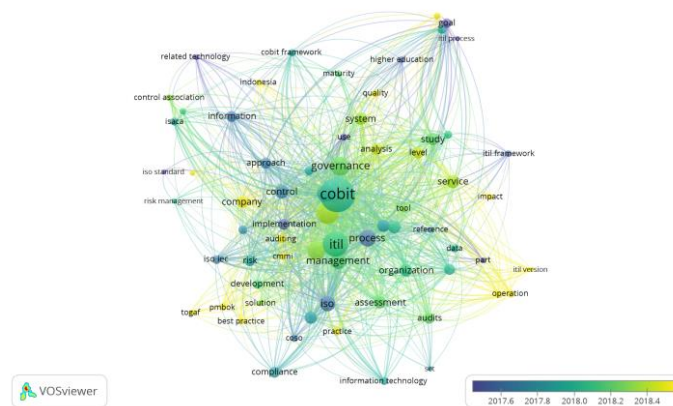 goal
itil process
cobit framework
related technology
higher education
maturity
indonesia
quality
control association
information
system
isaca
use
study
analysis
level
itil framework
approach
governance
iso standard
service
control
cobit
impact
risk management
company
tool
implementation
reference
auditing
itil
process
data
iso iec
risk
cmmi
management
part
organization
itil version
development
operation
solution
iso
assessment
togaf
pmbok
best practice
audits
practice
coso
set
compliance
information technology
VOSviewer
2017.6 2017.8 2018.0 2018.2 2018.4